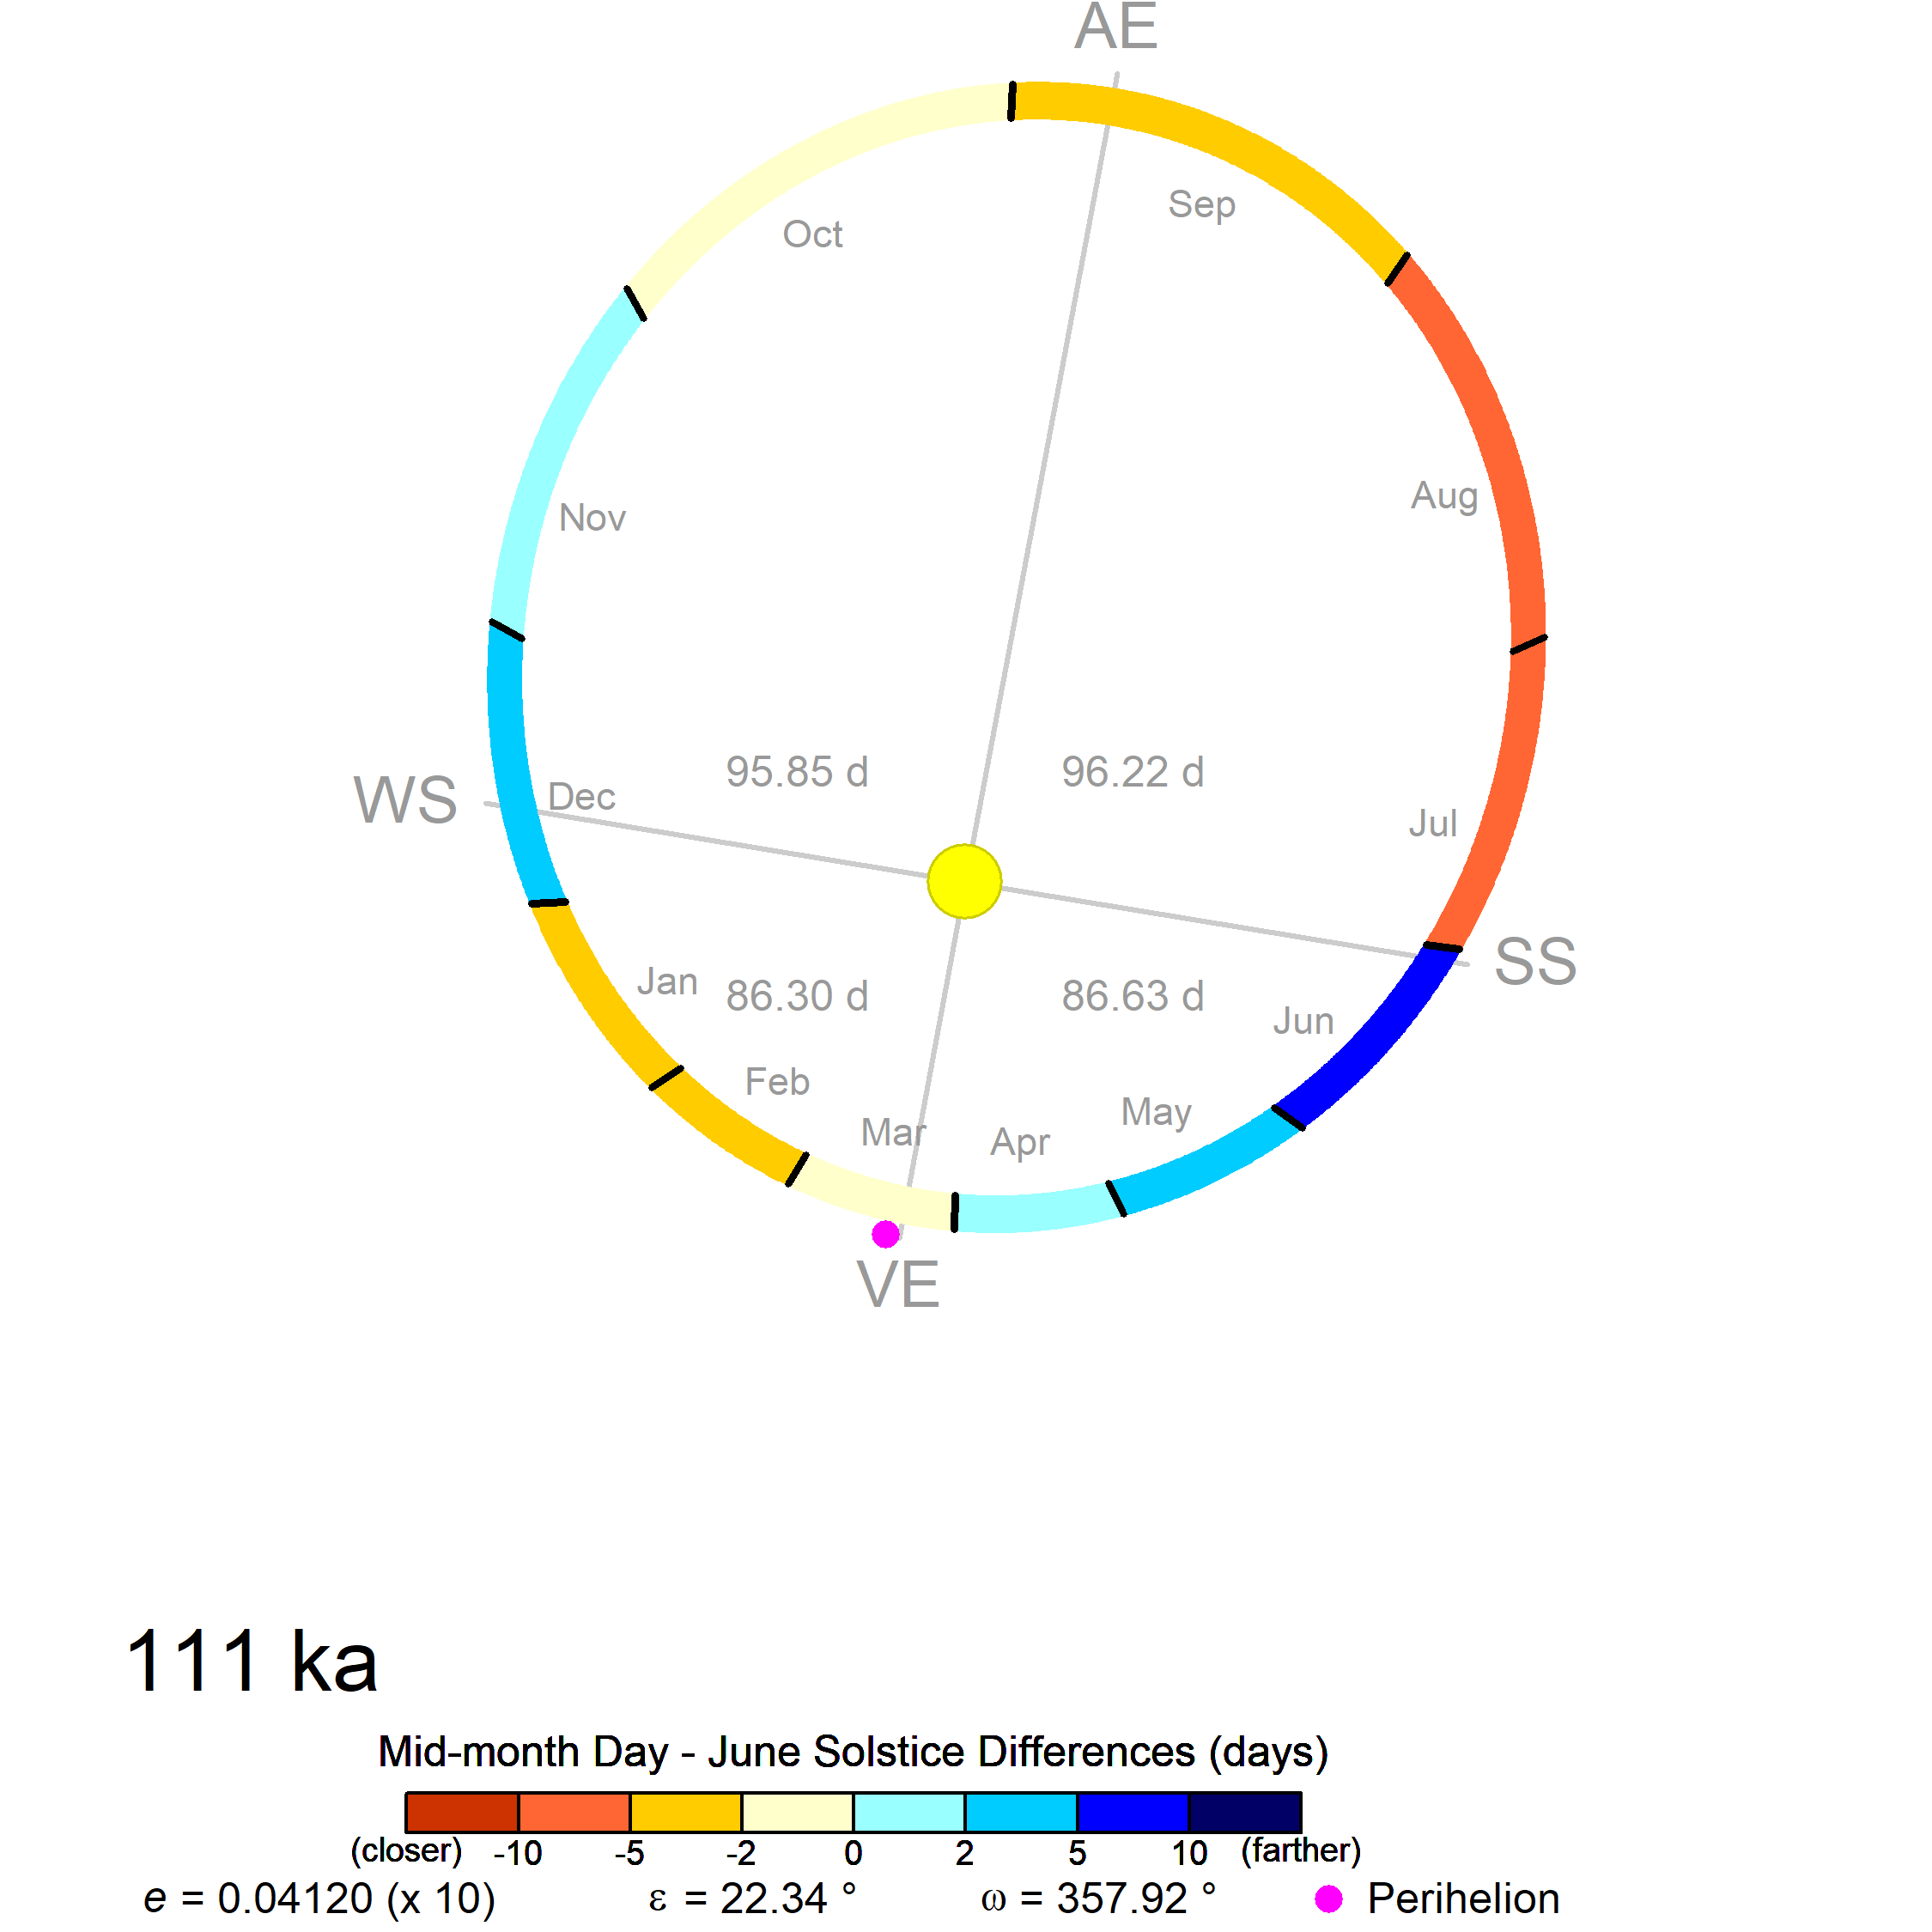 AE
Sep
Oct
Aug
Nov
95.85 d
96.22 d
WS
Dec
Jul
SS
Jan
86.30 d
86.63 d
Jun
Feb
May
Mar
Apr
VE
111 ka
Mid-month Day - June Solstice Differences (days)
(closer) -10 -5 -2 0 2 5 10 (farther)
e = 0.04120 (x 10) ε = 22.34 ° ω = 357.92 ° Perihelion